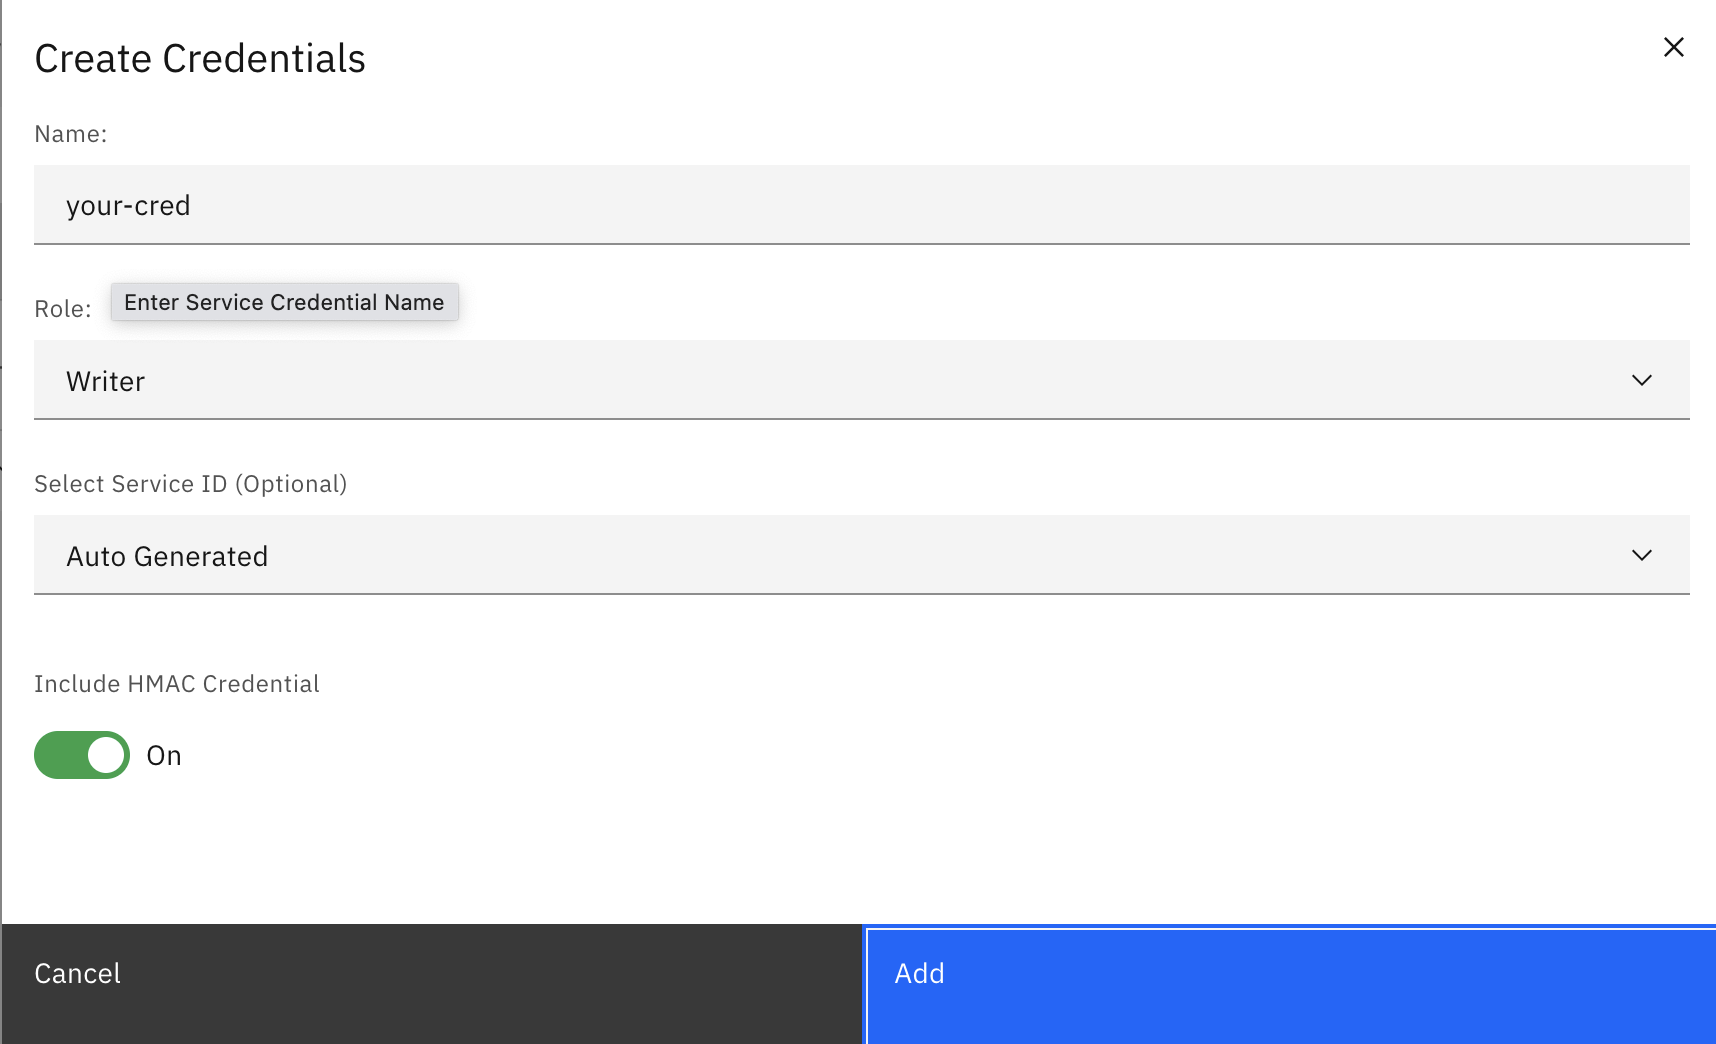 Create Credentials
Name:
your-cred
Role:
Enter Service Credential Name
Writer
Select Service ID (Optional)
Auto Generated
Include HMAC Credential
On
Cancel
Add